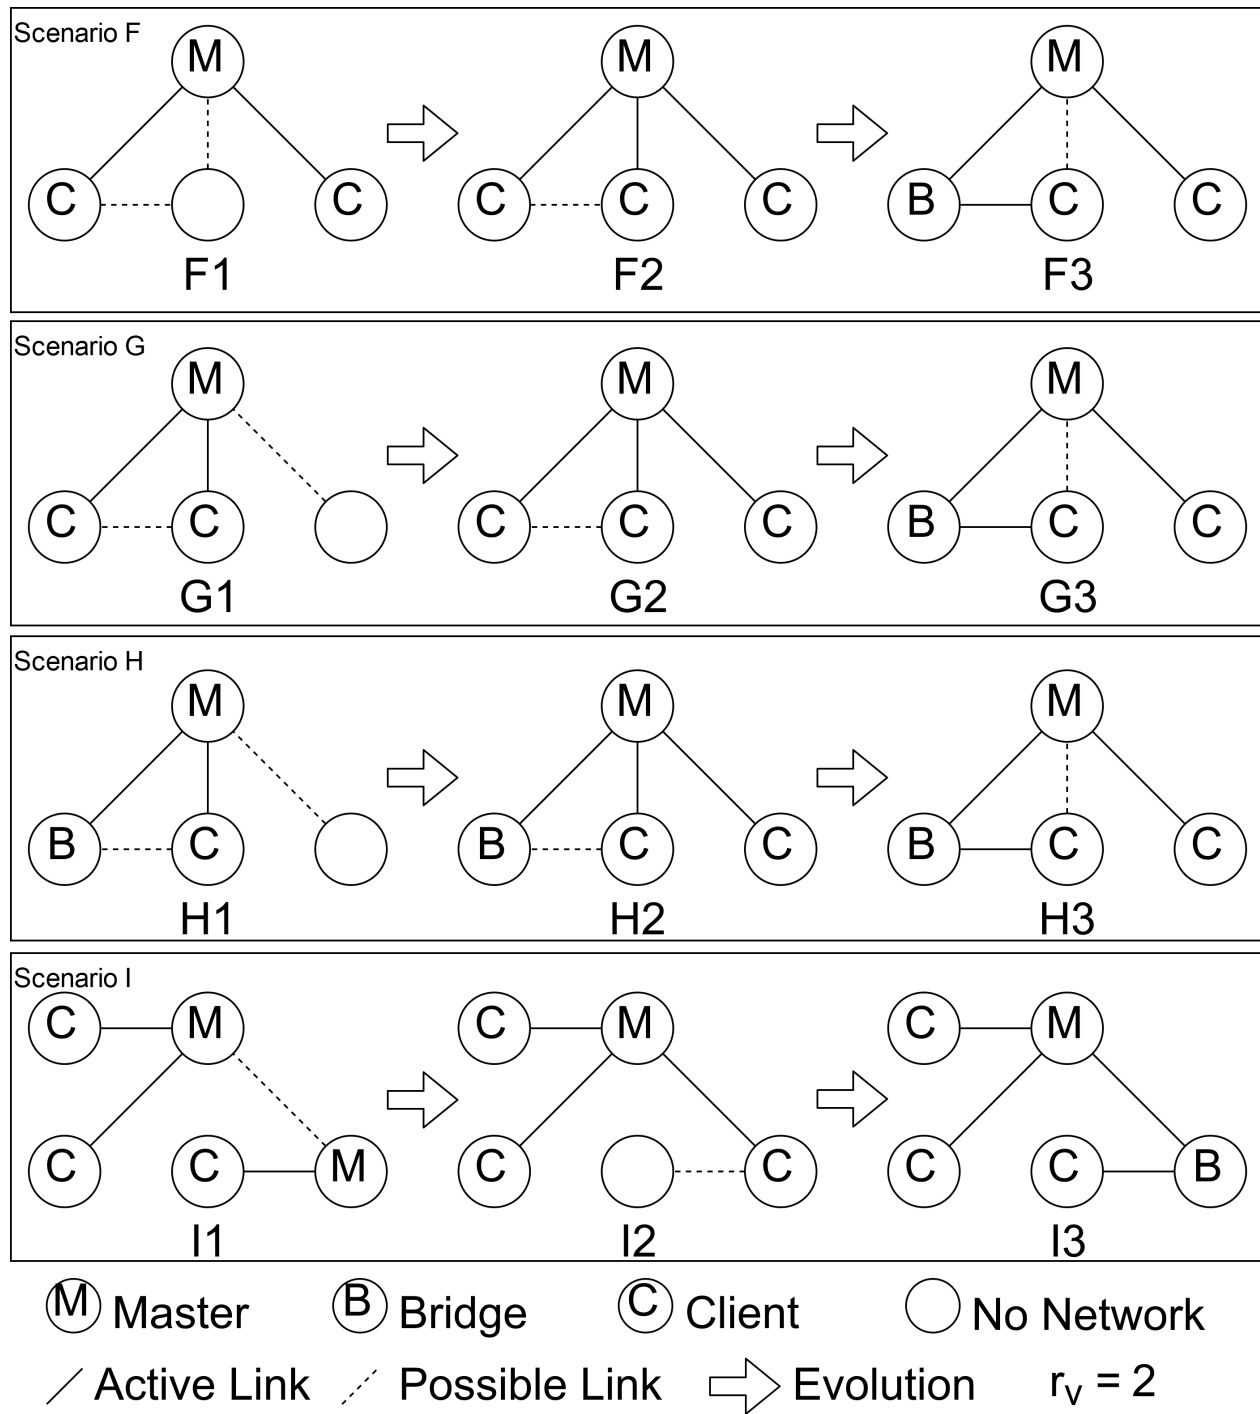 Scenario F
M M M
C C C C C B C C
F1 F2 F3
Scenario G
M M M
C C C C C B C C
G1 G2 G3
Scenario H
M M M
B C B C C B C C
H1 H2 H3
Scenario I
C M C M C M
C C M C C C C B
I1 I2 I3
M Master B Bridge C Client No Network
Active Link Possible Link Evolution rv = 2